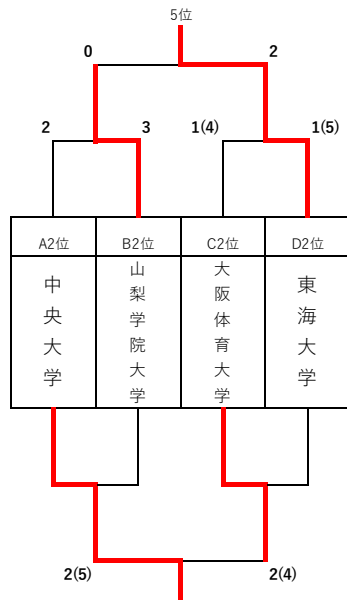 5位
0 2
2 3 1(4) 1(5)
A2位 B2位 C2位 D2位
中央大学
山梨学院大学
大阪体育大学
東海大学
2(5) 2(4)